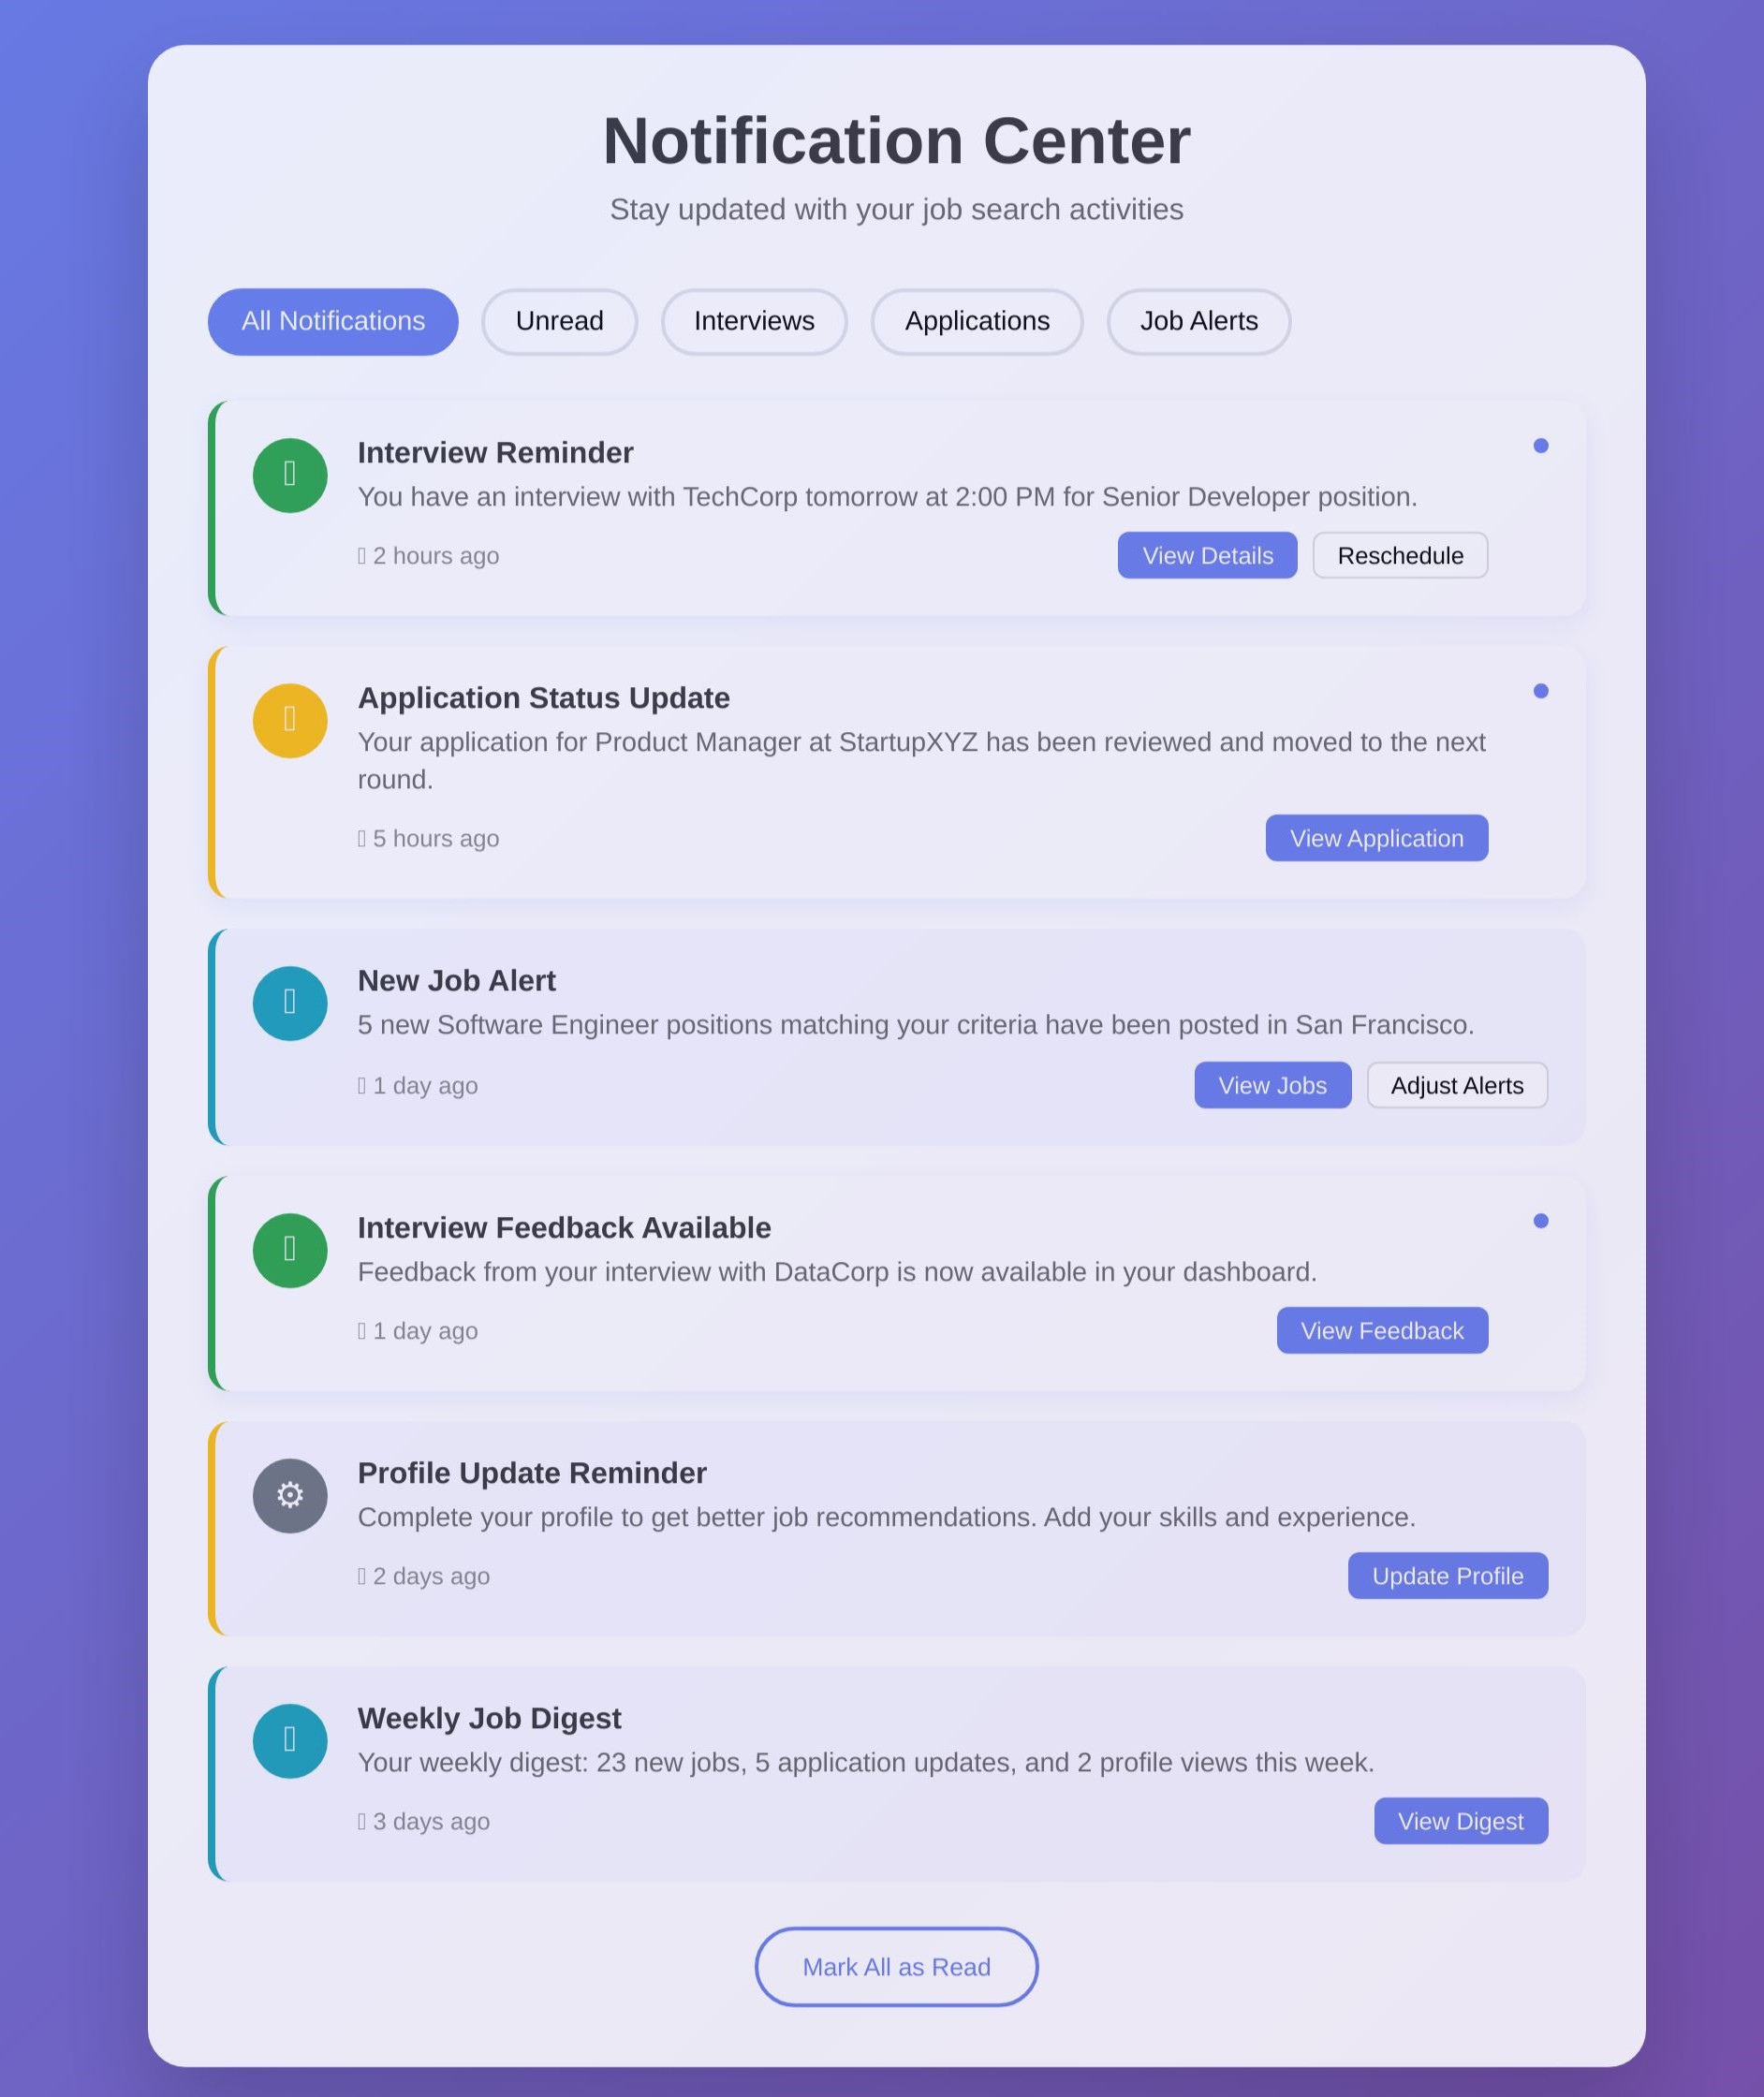 Notification Center
Stay updated with your job search activities
All Notifications
Unread
Interviews
Applications
Job Alerts
Interview Reminder
You have an interview with TechCorp tomorrow at 2:00 PM for Senior Developer position.
2 hours ago
View Details
Reschedule
Application Status Update
Your application for Product Manager at StartupXYZ has been reviewed and moved to the next
round.
5 hours ago
View Application
New Job Alert
5 new Software Engineer positions matching your criteria have been posted in San Francisco.
1 day ago
View Jobs
Adjust Alerts
Interview Feedback Available
Feedback from your interview with DataCorp is now available in your dashboard.
1 day ago
View Feedback
Profile Update Reminder
Complete your profile to get better job recommendations. Add your skills and experience.
2 days ago
Update Profile
Weekly Job Digest
Your weekly digest: 23 new jobs, 5 application updates, and 2 profile views this week.
3 days ago
View Digest
Mark All as Read